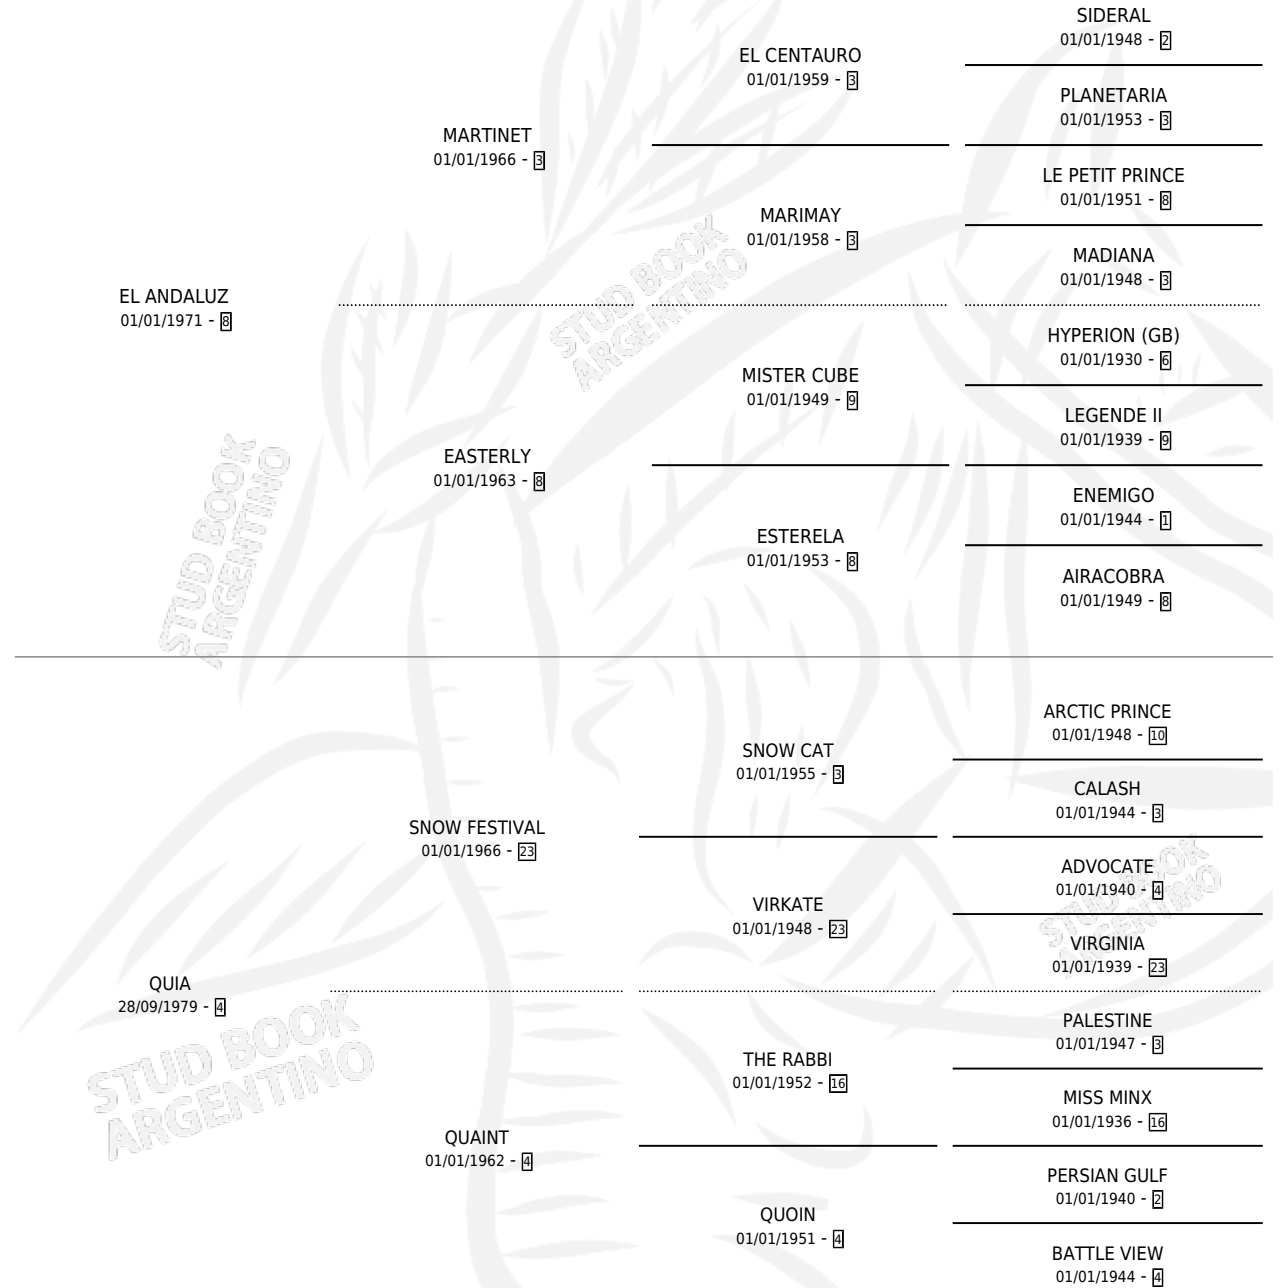 SIDERAL
01/01/1948 - 2
EL CENTAURO
01/01/1959 - 3
PLANETARIA
01/01/1953 - 3
MARTINET
01/01/1966 - 3
LE PETIT PRINCE
01/01/1951 - 8
MARIMAY
01/01/1958 - 3
MADIANA
01/01/1948 - 3
EL ANDALUZ
01/01/1971 - 8
HYPERION (GB)
01/01/1930 - 6
MISTER CUBE
01/01/1949 - 9
LEGENDE II
01/01/1939 - 9
EASTERLY
01/01/1963 - 8
ENEMIGO
01/01/1944 - 1
ESTERELA
01/01/1953 - 8
AIRACOBRA
01/01/1949 - 8
STUD BOOK
ARGENTINO
STUD BOOK
ARGENTINO
ARCTIC PRINCE
01/01/1948 - 10
SNOW CAT
01/01/1955 - 3
CALASH
01/01/1944 - 3
SNOW FESTIVAL
01/01/1966 - 23
ADVOCATE
01/01/1940 - 4
VIRKATE
01/01/1948 - 23
VIRGINIA
01/01/1939 - 23
QUIA
28/09/1979 - 4
PALESTINE
01/01/1947 - 3
THE RABBI
01/01/1952 - 16
MISS MINX
01/01/1936 - 16
QUAINT
01/01/1962 - 4
PERSIAN GULF
01/01/1940 - 2
QUOIN
01/01/1951 - 4
BATTLE VIEW
01/01/1944 - 4
STUD BOOK
ARGENTINO
STUD BOOK
ARGENTINO